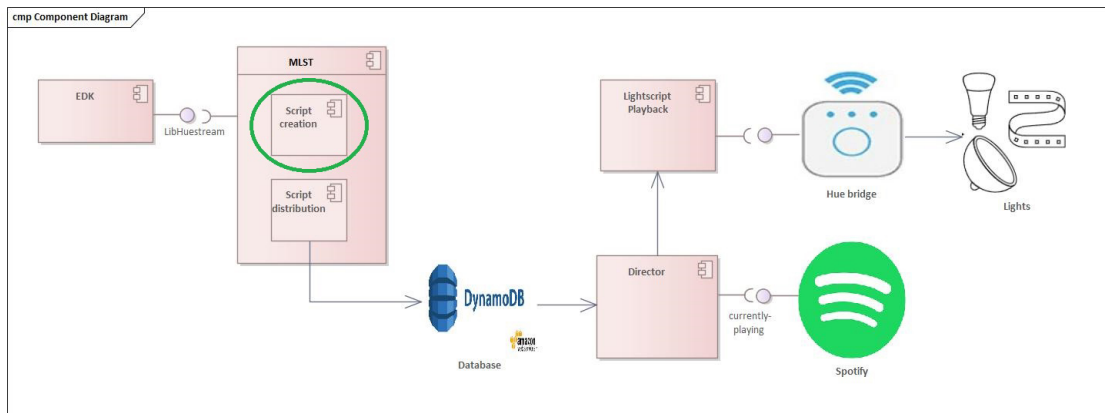 cmp Component Diagram
MLST
EDK
LibHuestream
Script
creation
Script
distribution
DynamoDB
amazon
Database
Lightscript
Playback
Hue bridge
Lights
Director
currently-
playing
Spotify